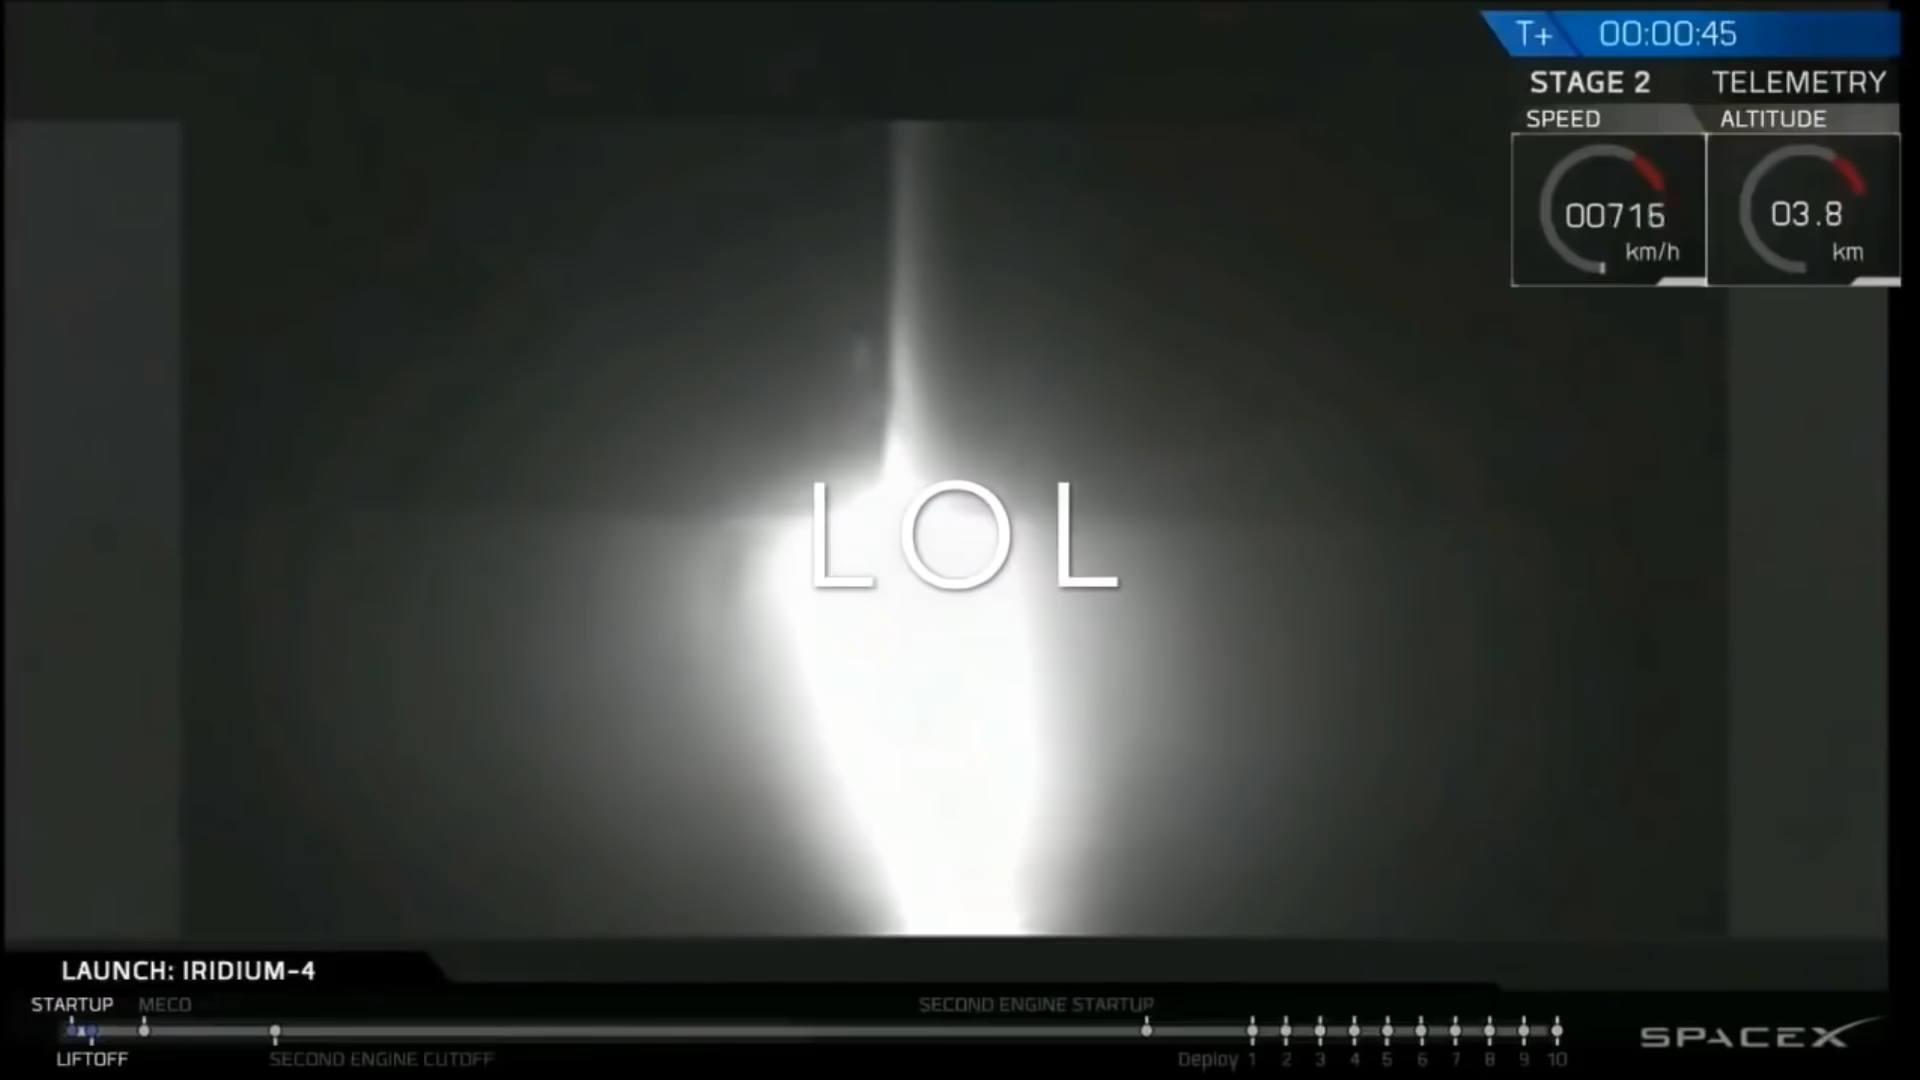 T+ 00:00:45
STAGE 2 TELEMETRY
SPEED ALTITUDE
00715 03.8
km/h km
LOL
LAUNCH: IRIDIUM-4
STARTUP MECO SECOND ENGINE STARTUP
LIFTOFF SECOND ENGINE CUTOFF Deploy 1 2 3 4 5 6 7 8 9 10
SPACEX